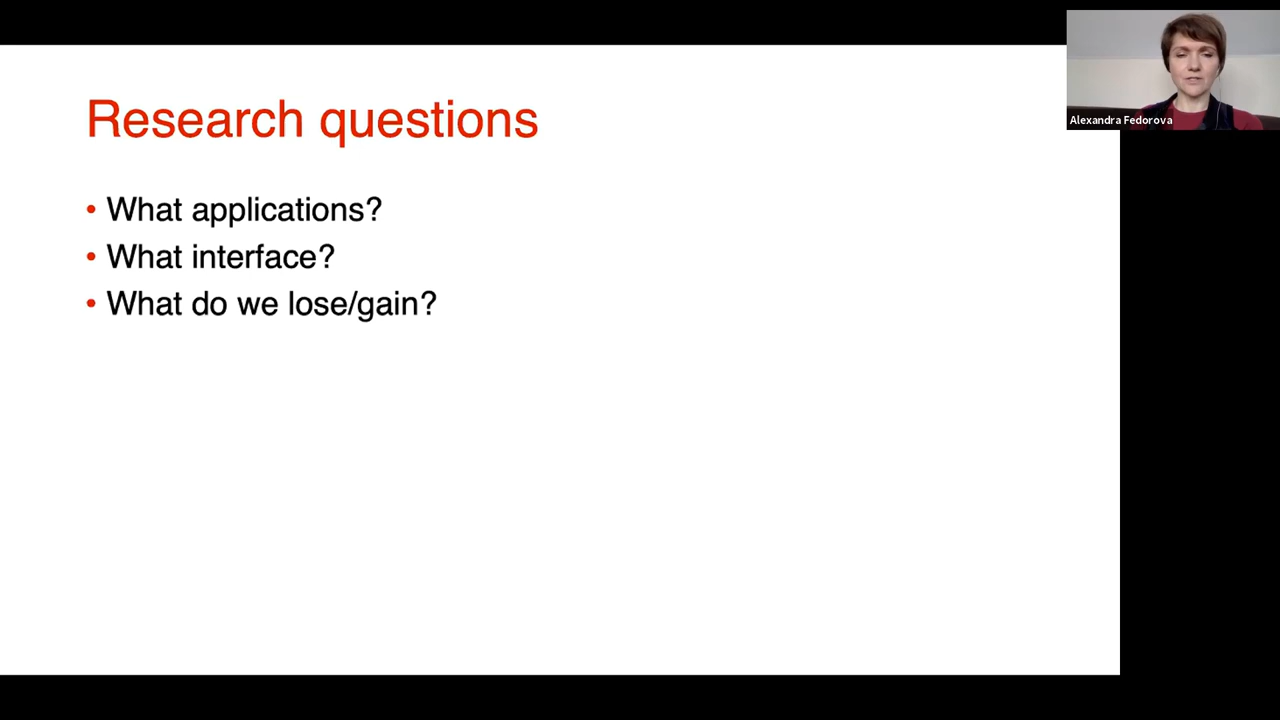 Research questions
• What applications?
• What interface?
• What do we lose/gain?
Alexandra Fedorova